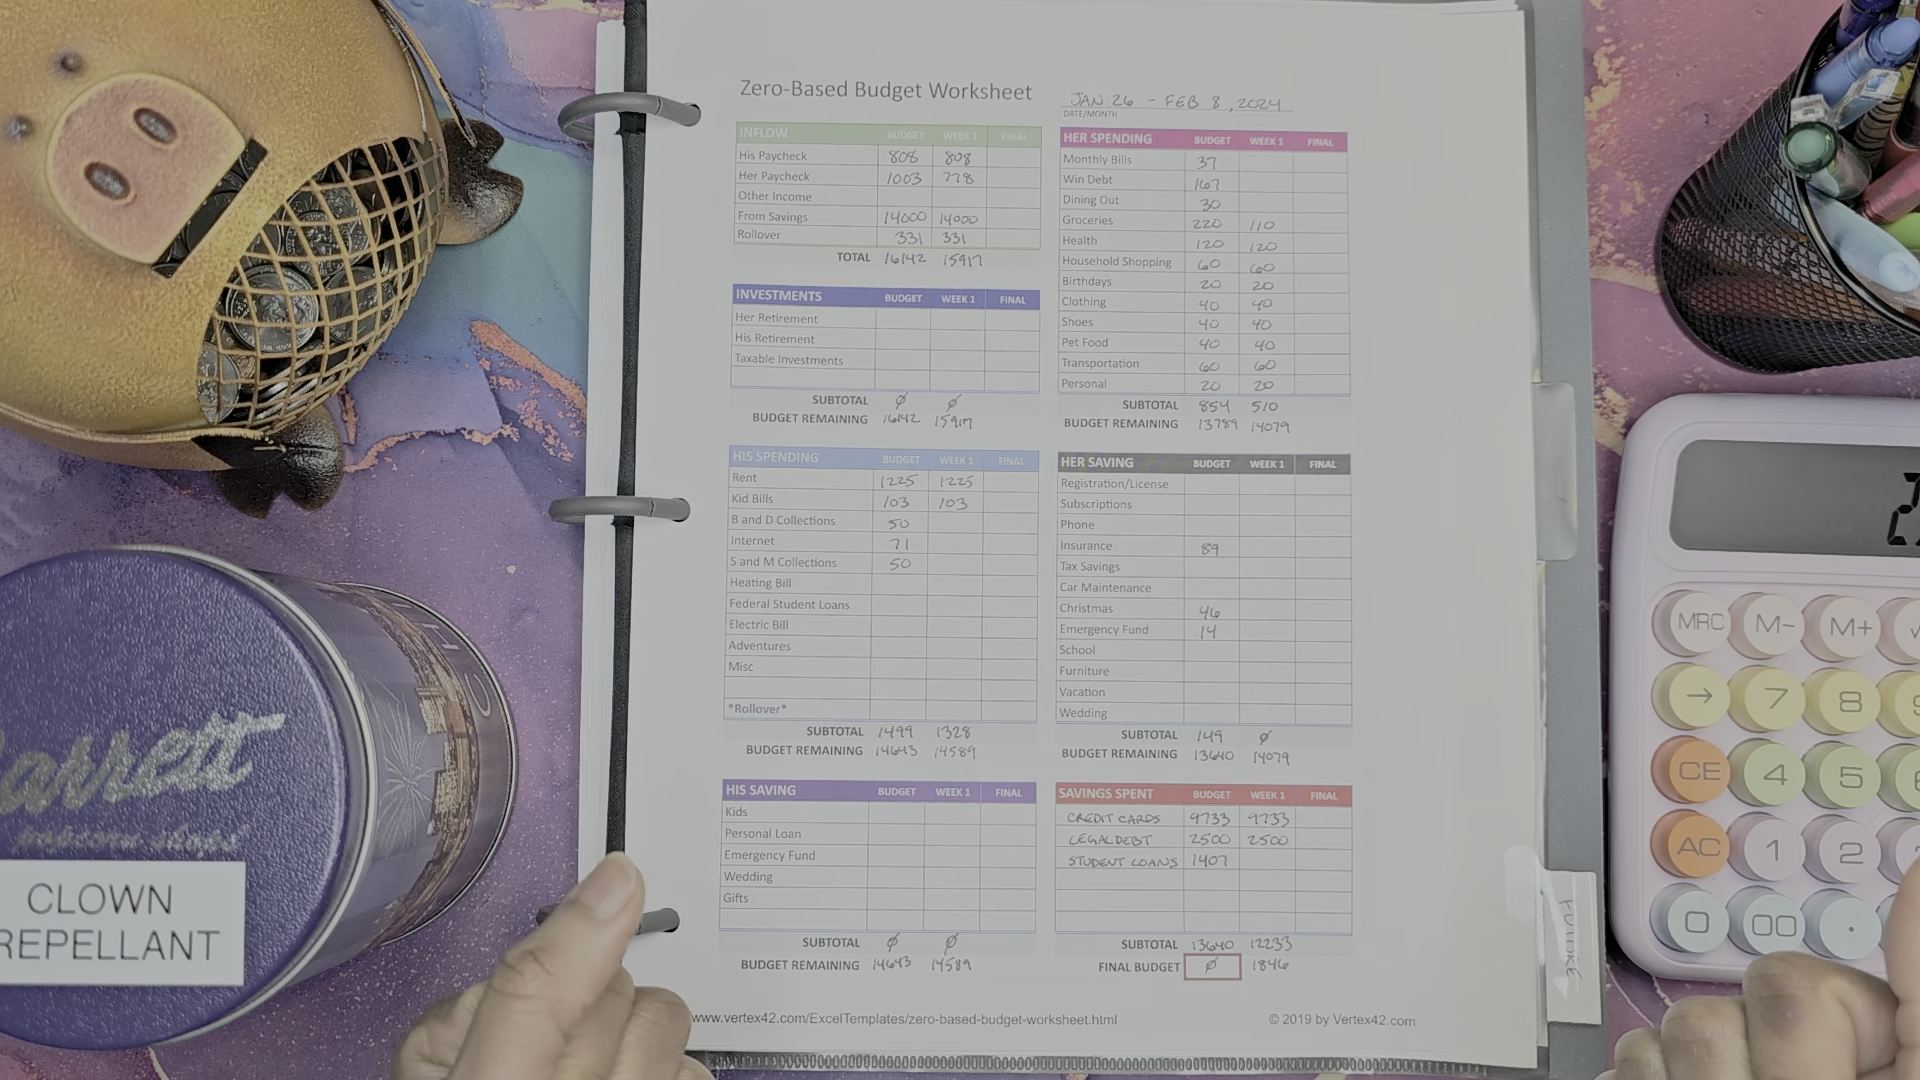 Zero-Based Budget Worksheet
JAN 26 - FEB 8, 2024
DATE/MONTH
INFLOW BUDGET WEEK 1 FINAL
His Paycheck 808 808
Her Paycheck 1003 778
Other Income
From Savings 14000 14000
Rollover 331 331
TOTAL 16142 15917
INVESTMENTS BUDGET WEEK 1 FINAL
Her Retirement
His Retirement
Taxable Investments
SUBTOTAL ∅ ∅
BUDGET REMAINING 16142 15917
HIS SPENDING BUDGET WEEK 1 FINAL
Rent 1225 1225
Kid Bills 103 103
B and D Collections 50
Internet 71
S and M Collections 50
Heating Bill
Federal Student Loans
Electric Bill
Adventures
Misc
*Rollover*
SUBTOTAL 1499 1328
BUDGET REMAINING 14643 14589
HIS SAVING BUDGET WEEK 1 FINAL
Kids
Personal Loan
Emergency Fund
Wedding
Gifts
SUBTOTAL ∅ ∅
BUDGET REMAINING 14643 14589
HER SPENDING BUDGET WEEK 1 FINAL
Monthly Bills 37
Win Debt 167
Dining Out 30
Groceries 220 110
Health 120 120
Household Shopping 60 60
Birthdays 20 20
Clothing 40 40
Shoes 40 40
Pet Food 40 40
Transportation 60 60
Personal 20 20
SUBTOTAL 854 510
BUDGET REMAINING 13789 14079
HER SAVING BUDGET WEEK 1 FINAL
Registration/License
Subscriptions
Phone
Insurance 89
Tax Savings
Car Maintenance
Christmas 46
Emergency Fund 14
School
Furniture
Vacation
Wedding
SUBTOTAL 149 ∅
BUDGET REMAINING 13640 14079
SAVINGS SPENT BUDGET WEEK 1 FINAL
CREDIT CARDS 9733 9733
LEGAL DEBT 2500 2500
STUDENT LOANS 1407
SUBTOTAL 13640 12233
FINAL BUDGET ∅ 1846
www.vertex42.com/ExcelTemplates/zero-based-budget-worksheet.html
© 2019 by Vertex42.com
Garrett
popcorn shops
CLOWN
REPELLANT
C H
FUTURE
MRC M- M+
→ 7 8
CE 4 5
AC 1 2
0 00 .